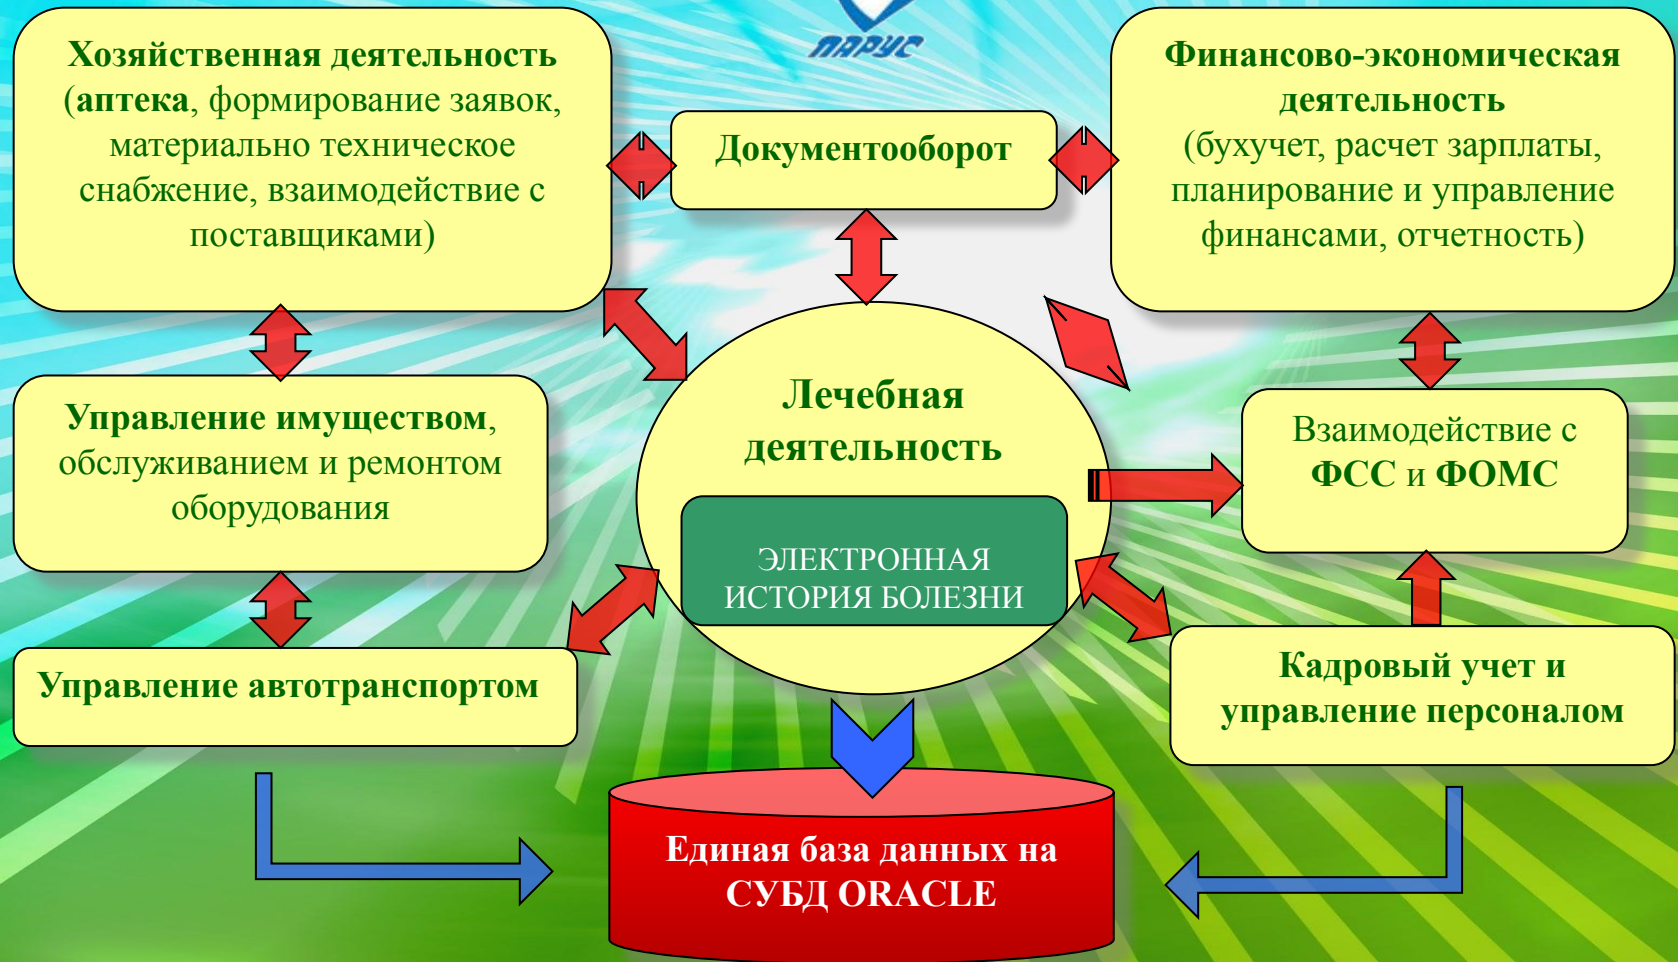 ПАРУС
Хозяйственная деятельность
(аптека, формирование заявок,
материально техническое
снабжение, взаимодействие с
поставщиками)
Документооборот
Финансово-экономическая
деятельность
(бухучет, расчет зарплаты,
планирование и управление
финансами, отчетность)
Управление имуществом,
обслуживанием и ремонтом
оборудования
Лечебная
деятельность
ЭЛЕКТРОННАЯ
ИСТОРИЯ БОЛЕЗНИ
Взаимодействие с
ФСС и ФОМС
Управление автотранспортом
Кадровый учет и
управление персоналом
Единая база данных на
СУБД ORACLE